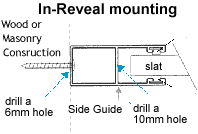 In-Reveal mounting
Wood or
Masonry
Consruction
slat
drill a
6mm hole
Side Guide
drill a
10mm hole